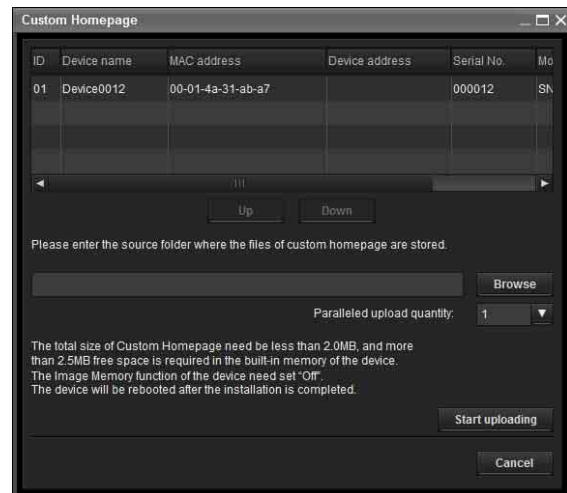 Custom Homepage
ID Device name MAC address Device address Serial No. Mo
01 Device0012 00-01-4a-31-ab-a7 000012 SN
Up Down
Please enter the source folder where the files of custom homepage are stored.
Browse
Paralleled upload quantity: 1
The total size of Custom Homepage need be less than 2.0MB, and more
than 2.5MB free space is required in the built-in memory of the device.
The Image Memory function of the device need set “Off”.
The device will be rebooted after the installation is completed.
Start uploading
Cancel